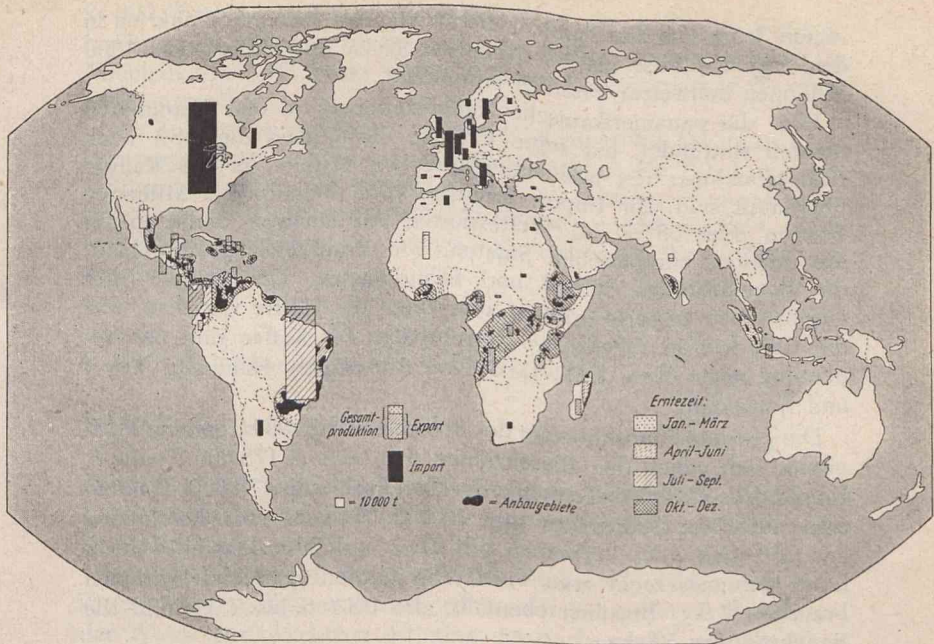 Gesamt-
produktion
Export
Import
= 10 000 t
= Anbaugebiete
Erntezeit:
Jan. – März
April – Juni
Juli – Sept.
Okt. – Dez.